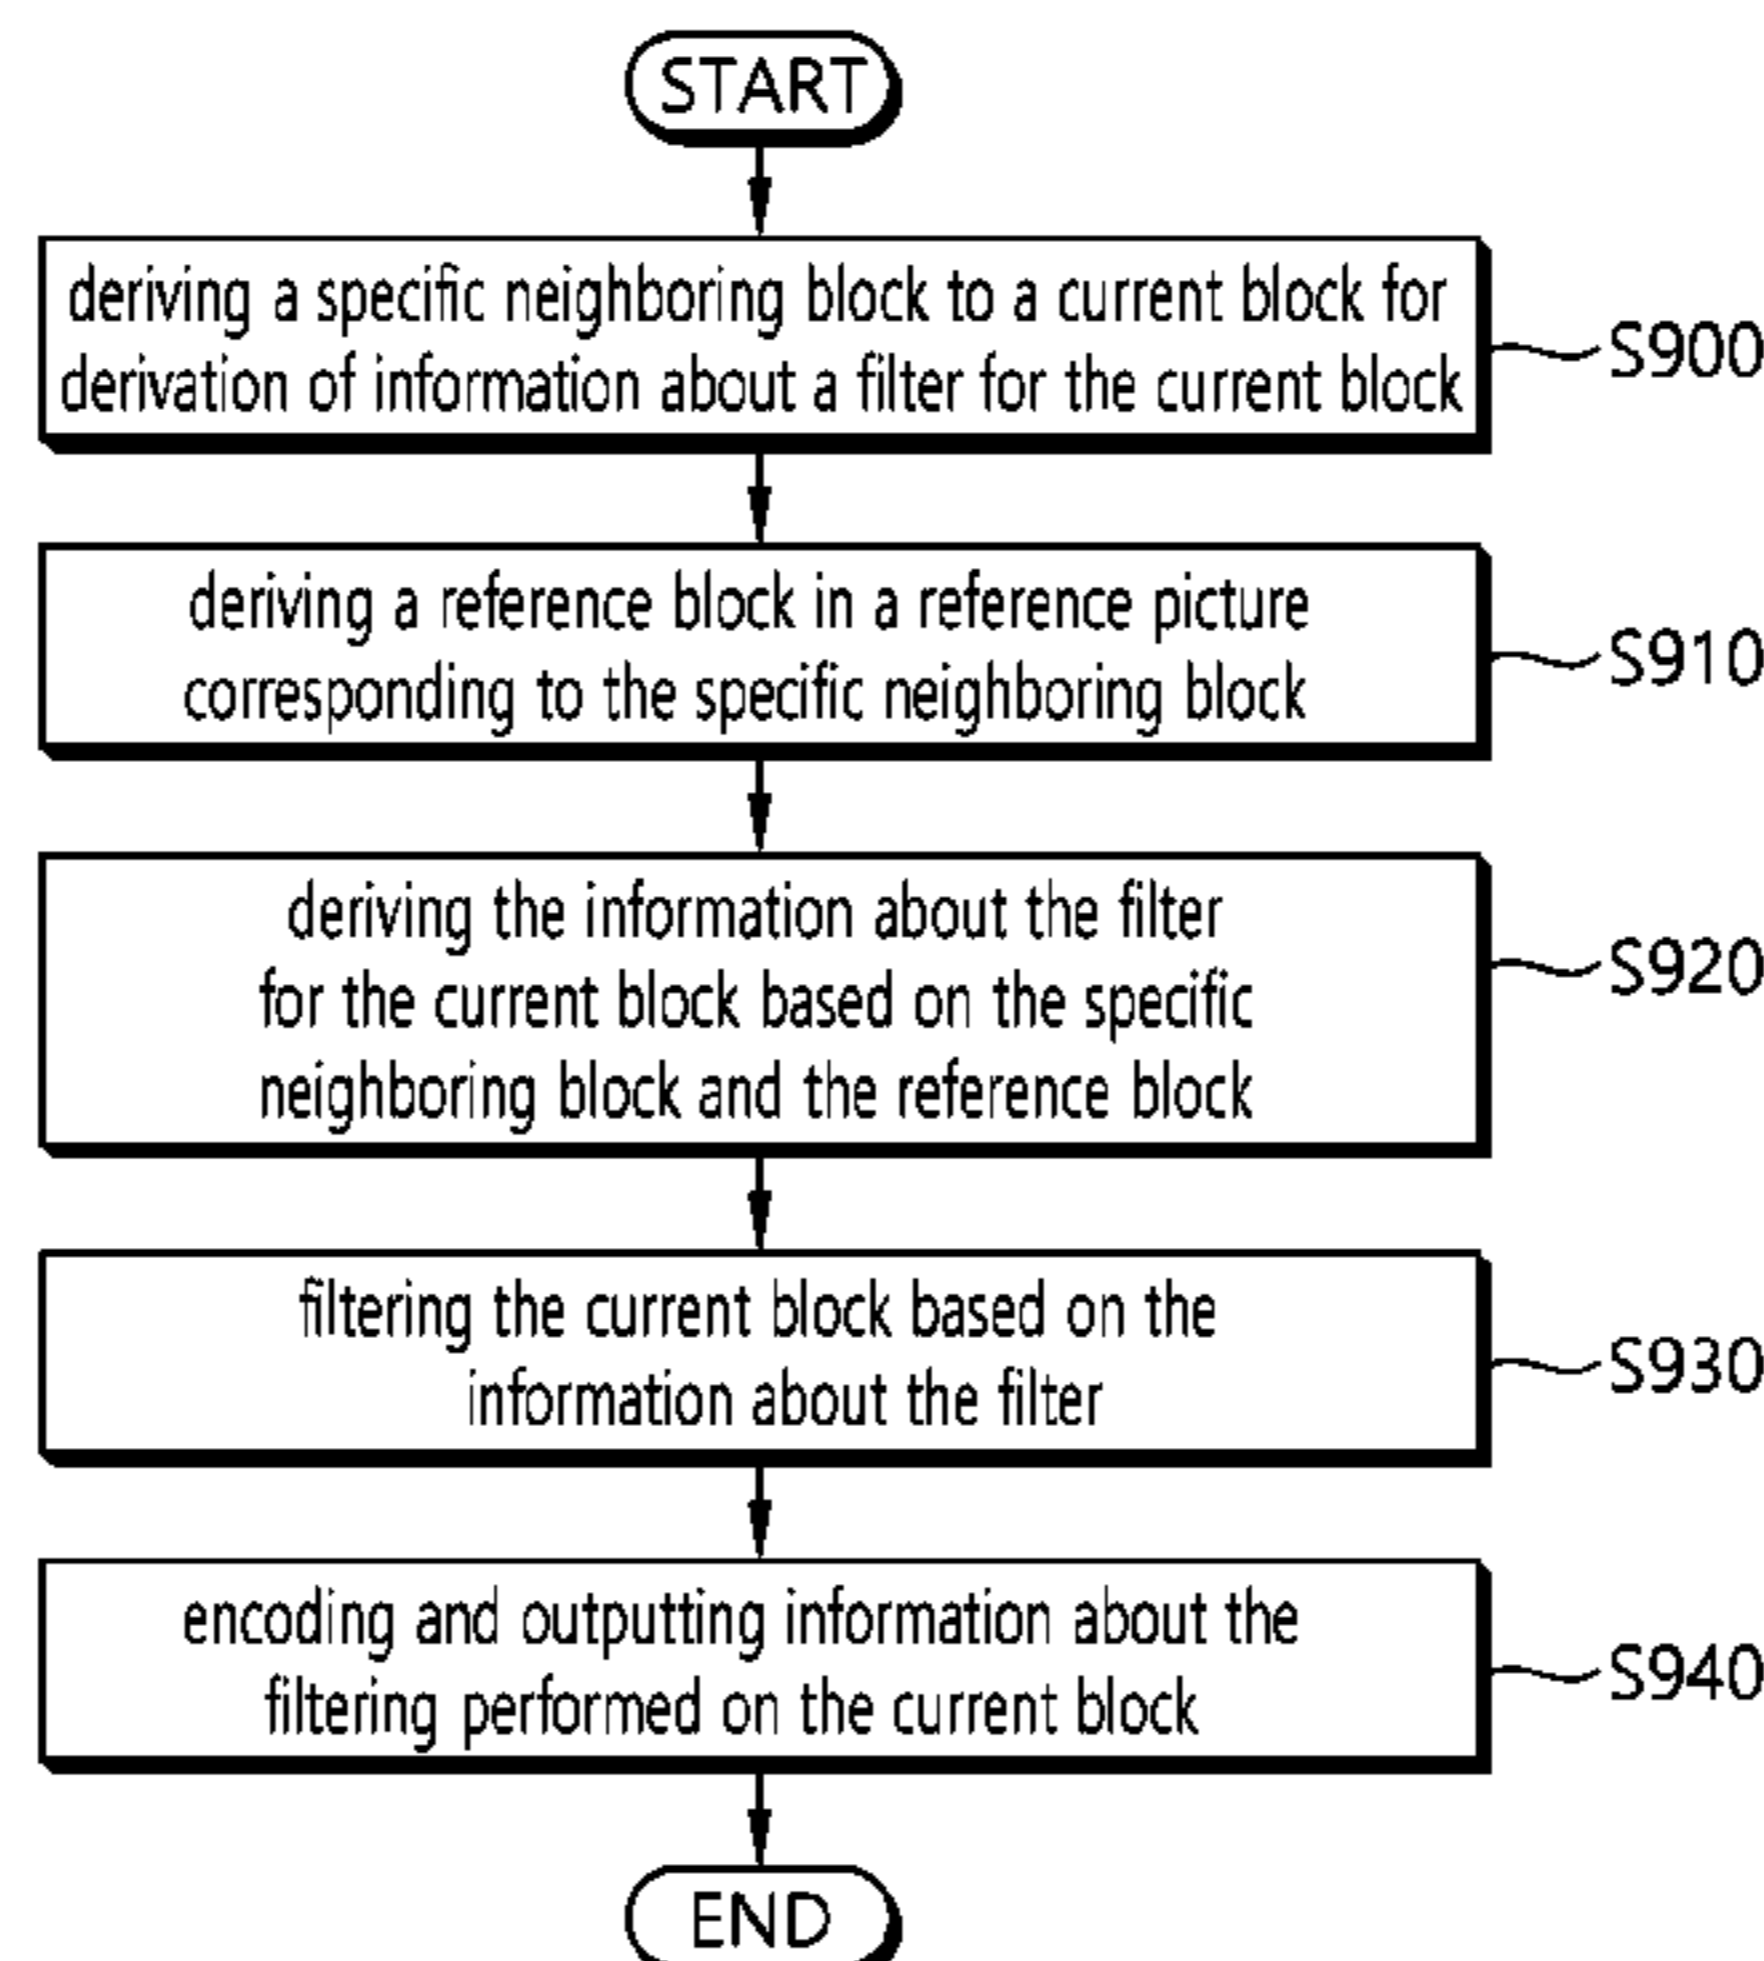 START
deriving a specific neighboring block to a current block for
derivation of information about a filter for the current block
S900
deriving a reference block in a reference picture
corresponding to the specific neighboring block
S910
deriving the information about the filter
for the current block based on the specific
neighboring block and the reference block
S920
filtering the current block based on the
information about the filter
S930
encoding and outputting information about the
filtering performed on the current block
S940
END